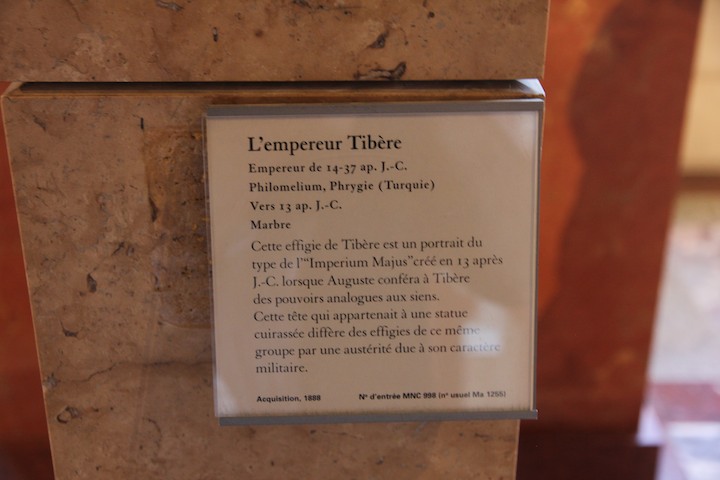 L'empereur Tibère
Empereur de 14-37 ap. J.-C.
Philomelium, Phrygie (Turquie)
Vers 13 ap. J.-C.
Marbre
Cette effigie de Tibère est un portrait du
type de l'"Imperium Majus"créé en 13 après
J.-C. lorsque Auguste conféra à Tibère
des pouvoirs analogues aux siens.
Cette tête qui appartenait à une statue
cuirassée diffère des effigies de ce même
groupe par une austérité due à son caractère
militaire.
Acquisition, 1888 N° d'entrée MNC 998 (n° usuel Ma 1255)